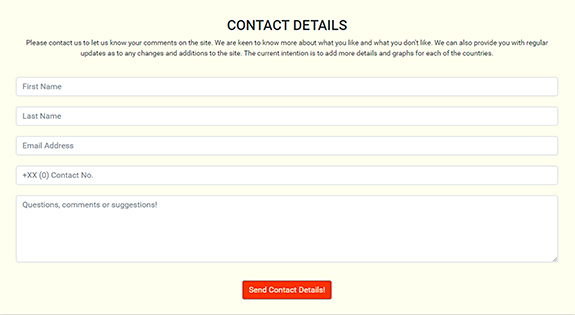 CONTACT DETAILS
Please contact us to let us know your comments on the site. We are keen to know more about what you like and what you don't like. We can also provide you with regular
updates as to any changes and additions to the site. The current intention is to add more details and graphs for each of the countries.
First Name
Last Name
Email Address
+XX (0) Contact No.
Questions, comments or suggestions!
Send Contact Details!